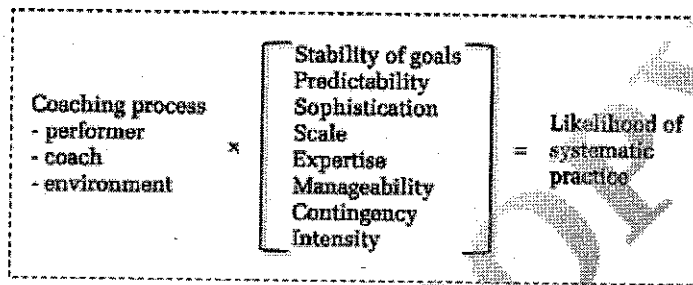 Coaching process
- performer
- coach
- environment
×
Stability of goals
Predictability
Sophistication
Scale
Expertise
Manageability
Contingency
Intensity
=
Likelihood of
systematic
practice